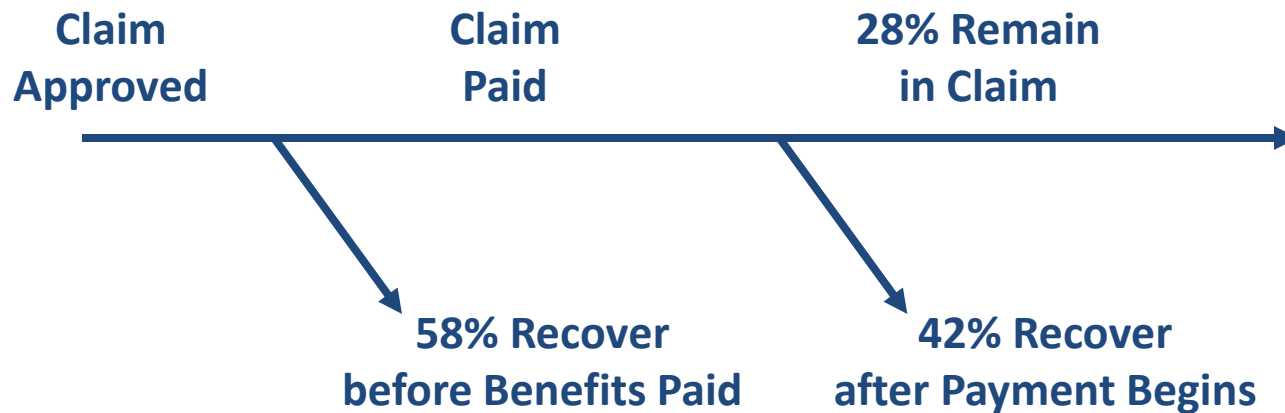 Claim
Approved
Claim
Paid
28% Remain
in Claim
58% Recover
before Benefits Paid
42% Recover
after Payment Begins